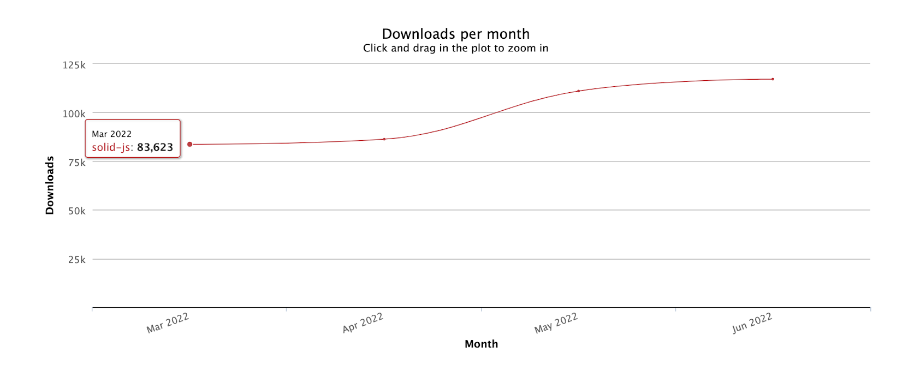 Downloads per month
Click and drag in the plot to zoom in
125k
100k
Mar 2022
solid-js: 83,623
75k
50k
25k
Downloads
Mar 2022
Apr 2022
May 2022
Jun 2022
Month